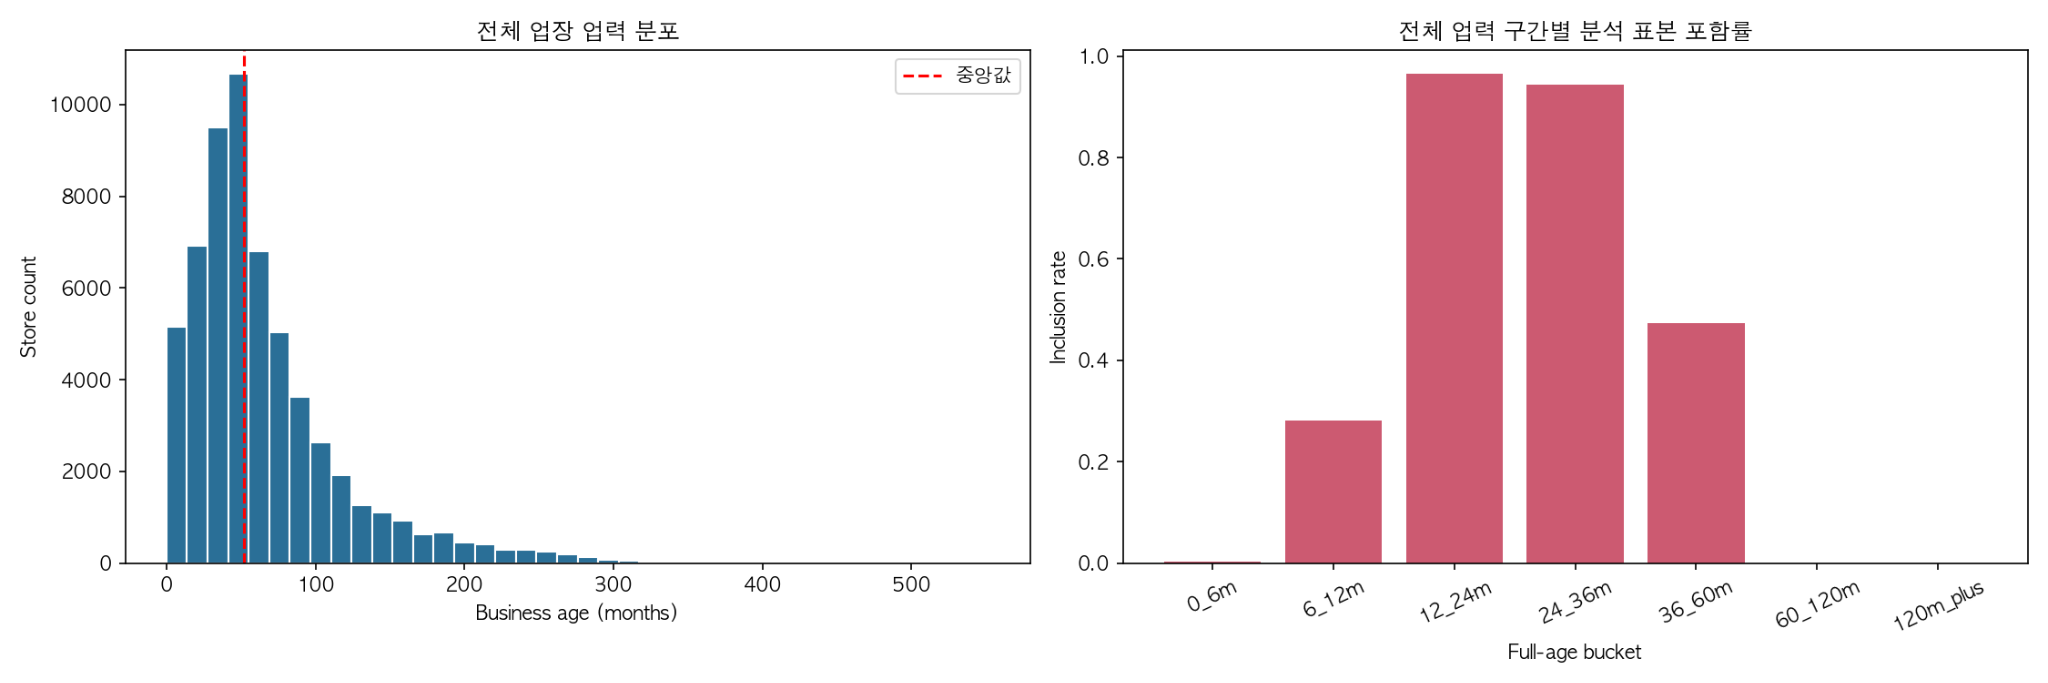 전체 업장 업력 분포
중앙값
Store count
10000
8000
6000
4000
2000
0
0 100 200 300 400 500
Business age (months)
전체 업력 구간별 분석 표본 포함률
Inclusion rate
1.0
0.8
0.6
0.4
0.2
0.0
0_6m 6_12m 12_24m 24_36m 36_60m 60_120m 120m_plus
Full-age bucket